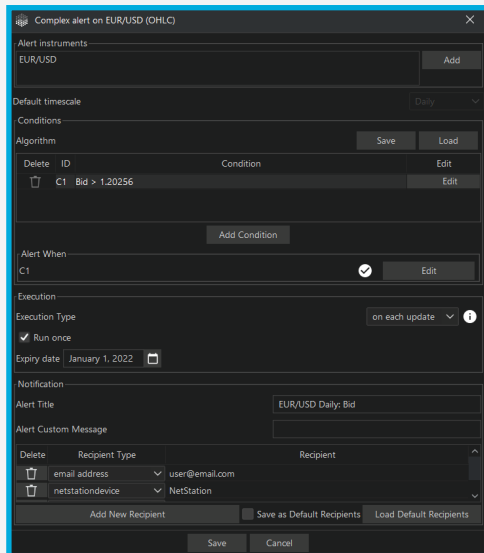 Complex alert on EUR/USD (OHLC)
Alert instruments
EUR/USD
Add
Default timescale
Daily
Conditions
Algorithm
Save
Load
Delete ID Condition Edit
C1 Bid > 1.20256 Edit
Add Condition
Alert When
C1
Edit
Execution
Execution Type
on each update
Run once
Expiry date January 1, 2022
Notification
Alert Title
EUR/USD Daily: Bid
Alert Custom Message
Delete Recipient Type Recipient
email address user@email.com
netstationdevice NetStation
Add New Recipient
Save as Default Recipients
Load Default Recipients
Save
Cancel